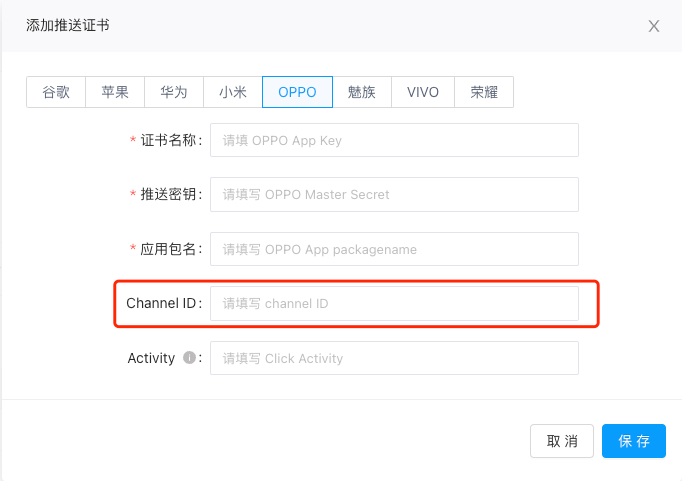 添加推送证书
谷歌 苹果 华为 小米 OPPO 魅族 VIVO 荣耀
* 证书名称: 请填 OPPO App Key
* 推送密钥: 请填写 OPPO Master Secret
* 应用包名: 请填写 OPPO App packagename
Channel ID: 请填写 channel ID
Activity : 请填写 Click Activity
取 消 保 存